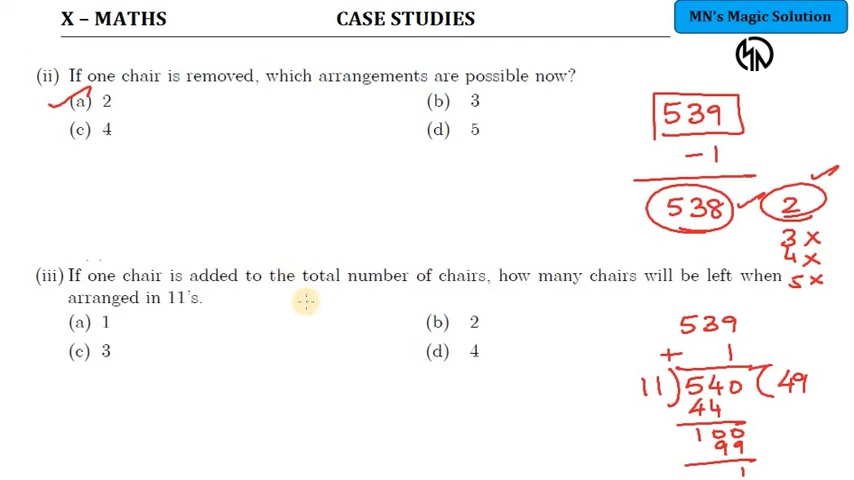 X – MATHS
CASE STUDIES
MN's Magic Solution
MN
(ii) If one chair is removed, which arrangements are possible now?
(a) 2
(b) 3
(c) 4
(d) 5
539
- 1
538
2
3 x
4 x
5 x
(iii) If one chair is added to the total number of chairs, how many chairs will be left when
arranged in 11's.
(a) 1
(b) 2
(c) 3
(d) 4
539
+ 1
11 ) 540 ( 49
44
100
99
1